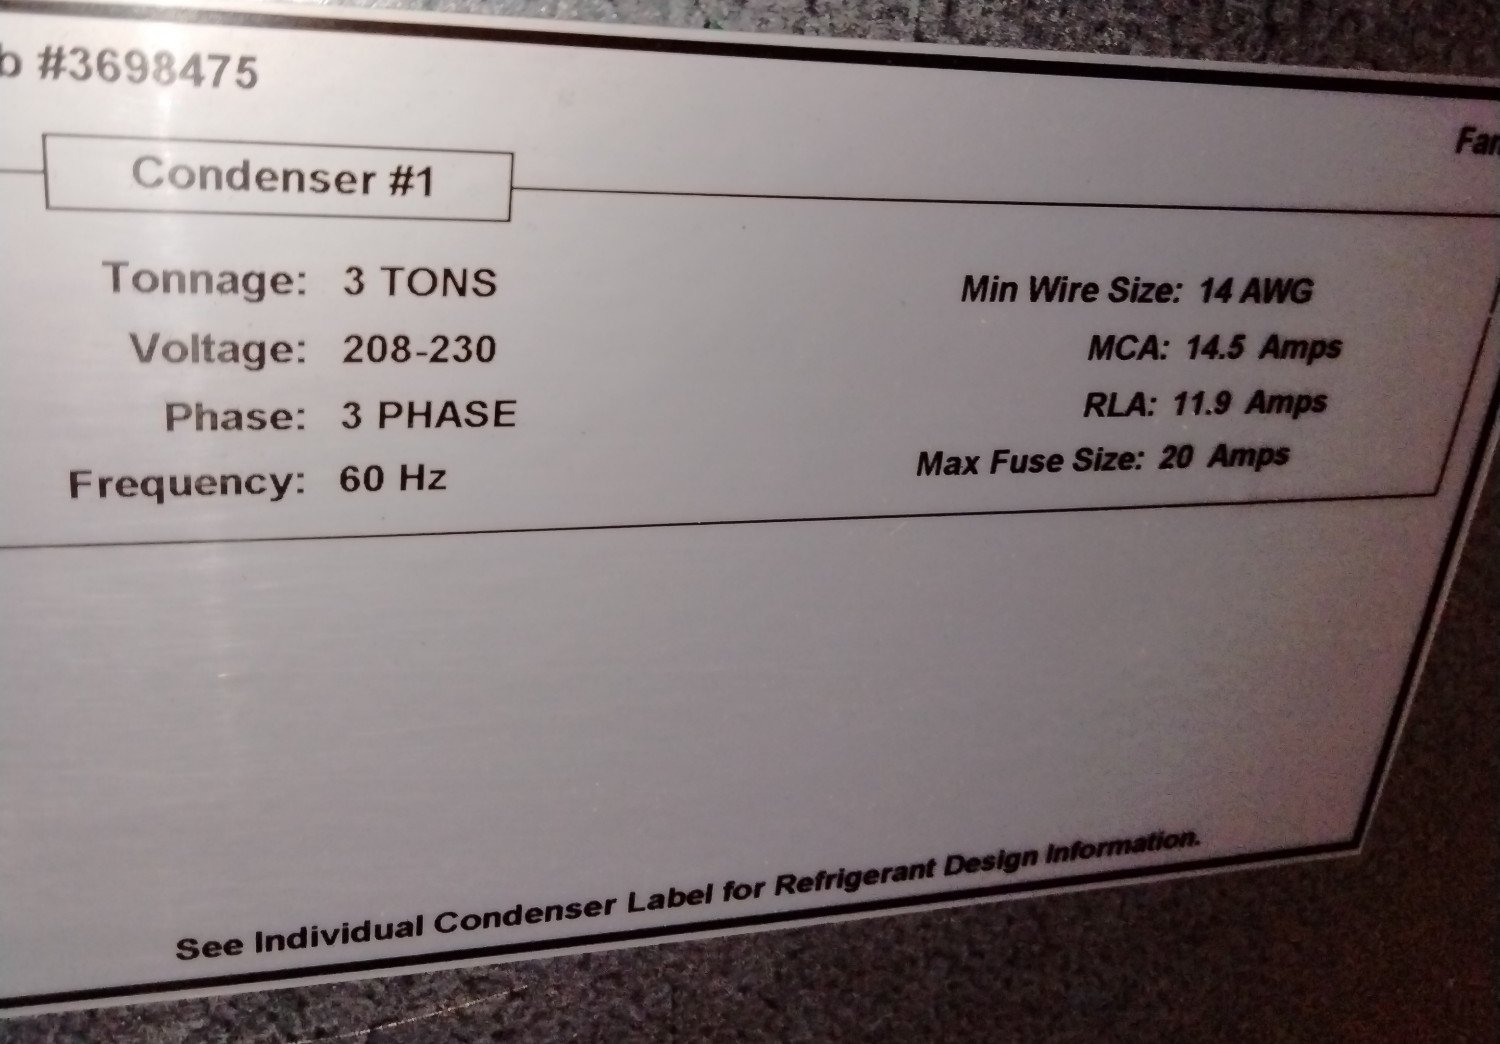 b #3698475
Fan
Condenser #1
Tonnage: 3 TONS
Voltage: 208-230
Phase: 3 PHASE
Frequency: 60 Hz
Min Wire Size: 14 AWG
MCA: 14.5 Amps
RLA: 11.9 Amps
Max Fuse Size: 20 Amps
See Individual Condenser Label for Refrigerant Design Information.